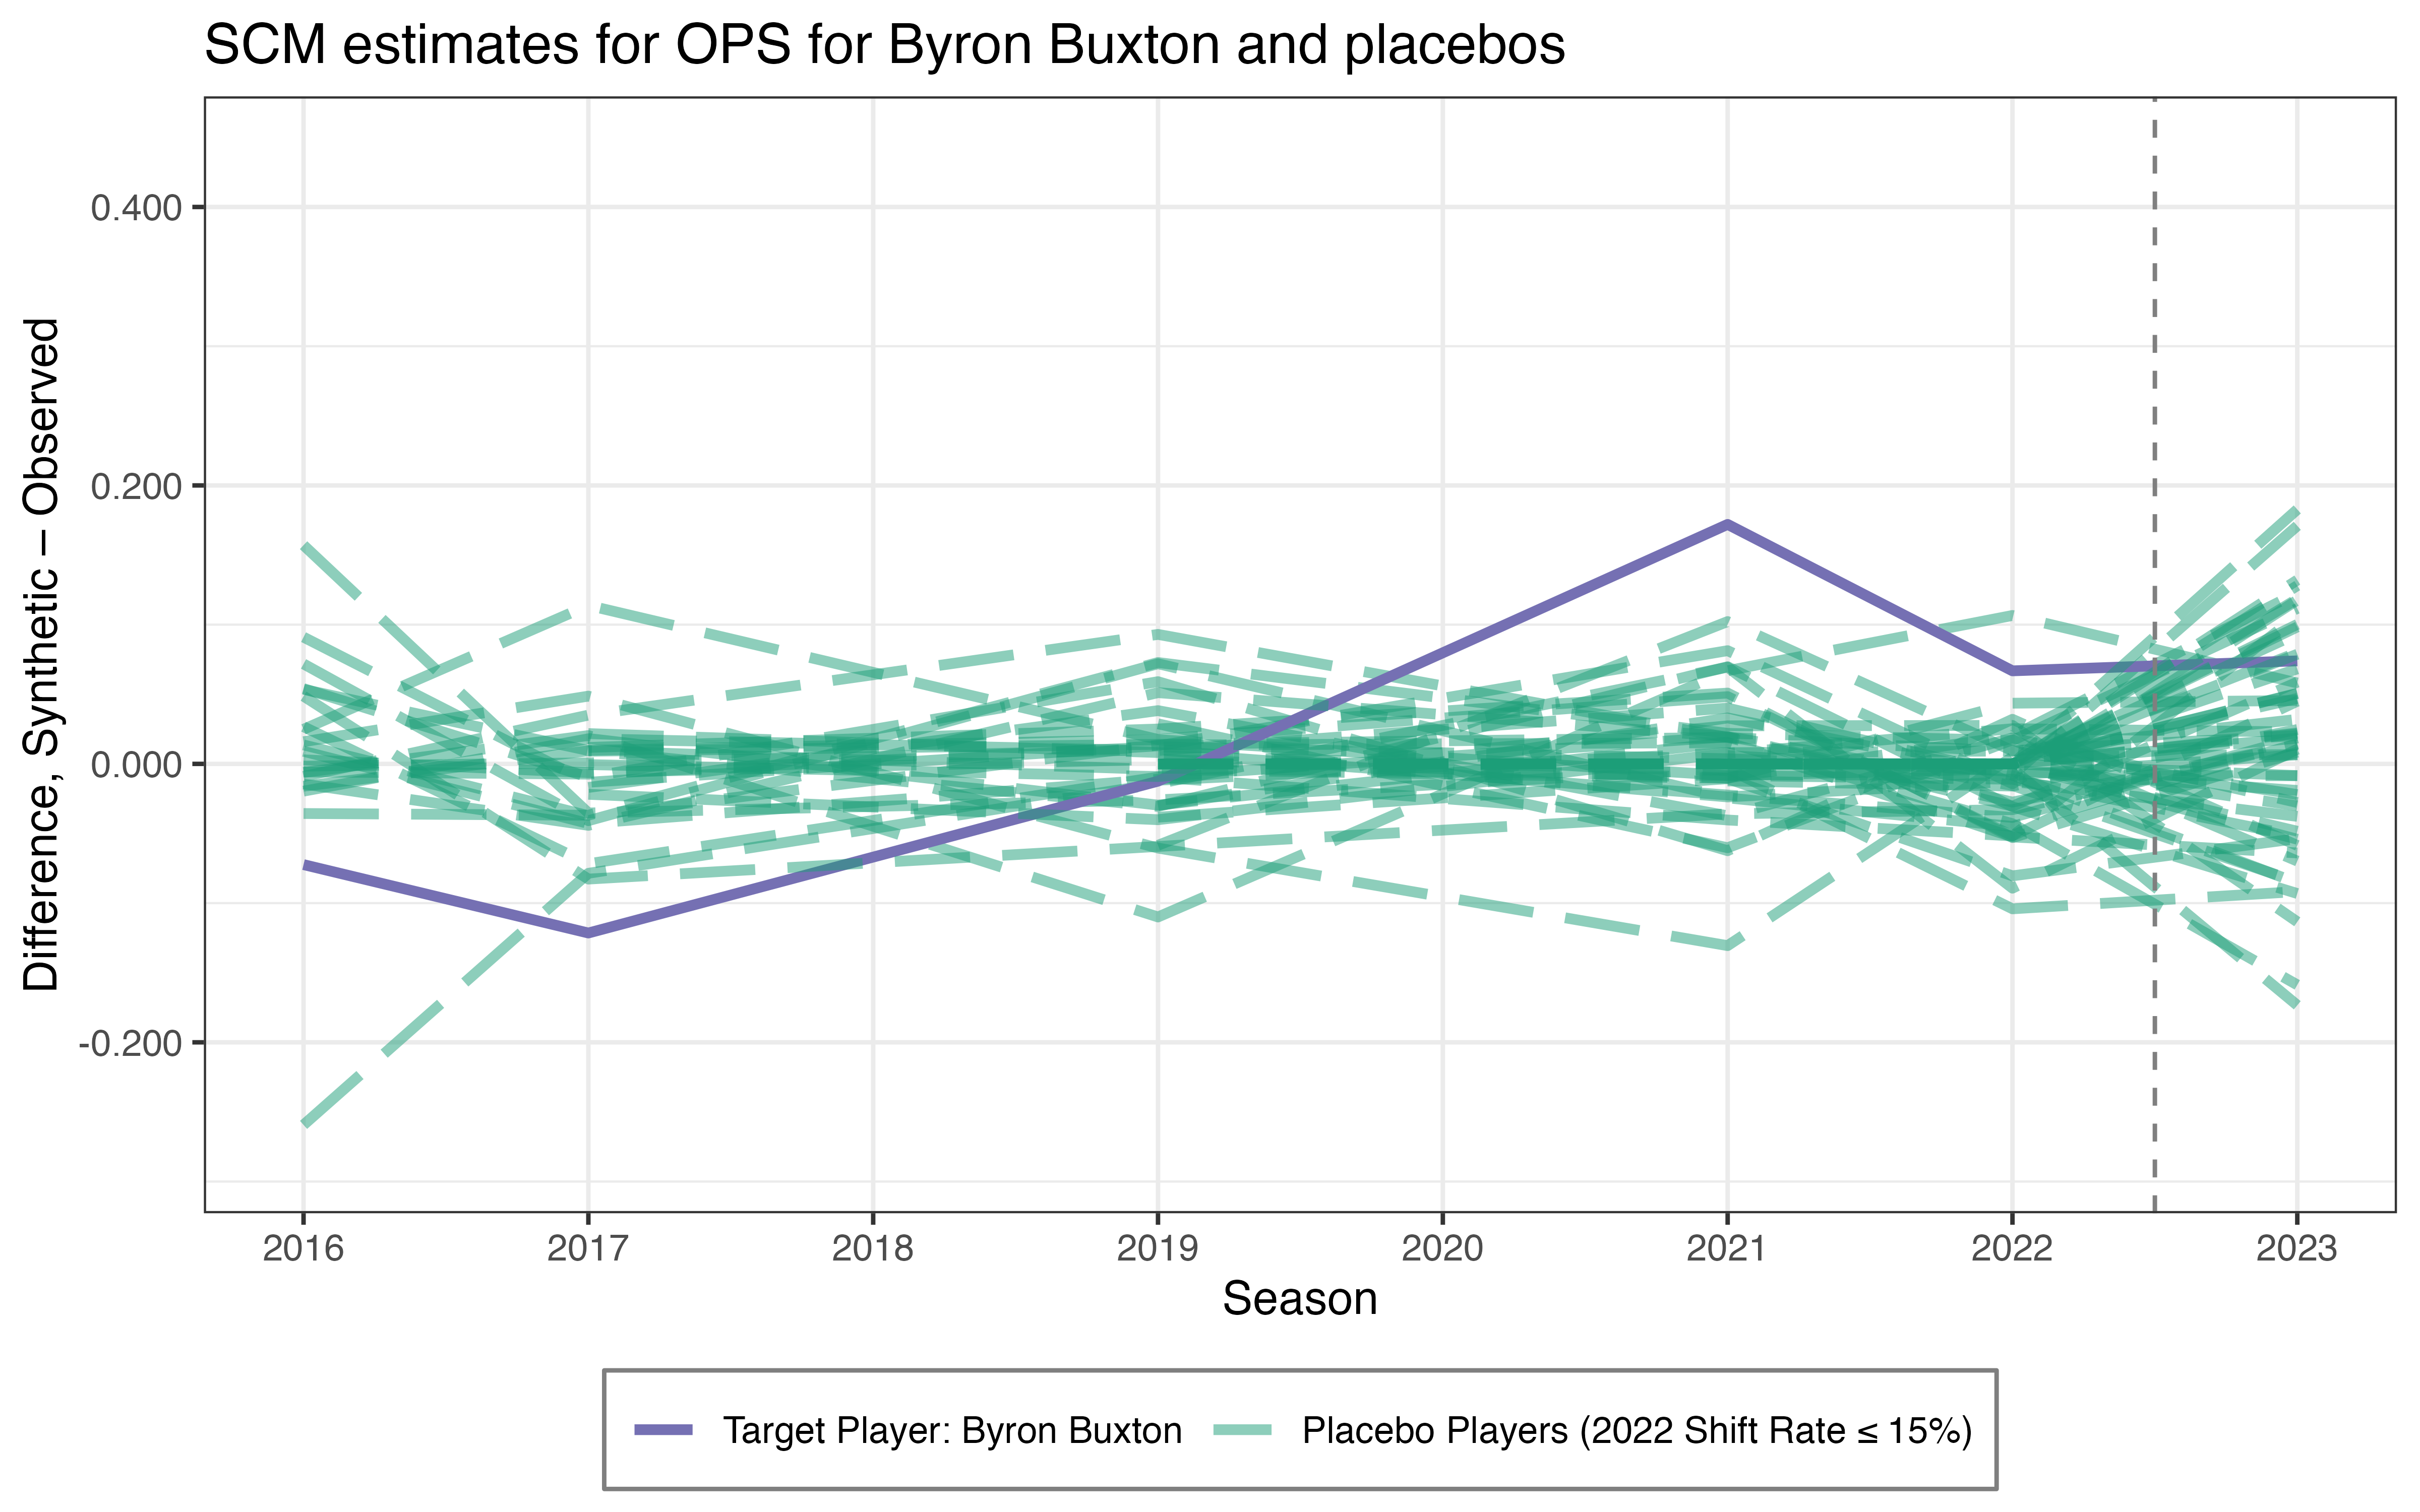 SCM estimates for OPS for Byron Buxton and placebos
Difference, Synthetic – Observed
0.400
0.200
0.000
-0.200
2016 2017 2018 2019 2020 2021 2022 2023
Season
Target Player: Byron Buxton Placebo Players (2022 Shift Rate ≤ 15%)